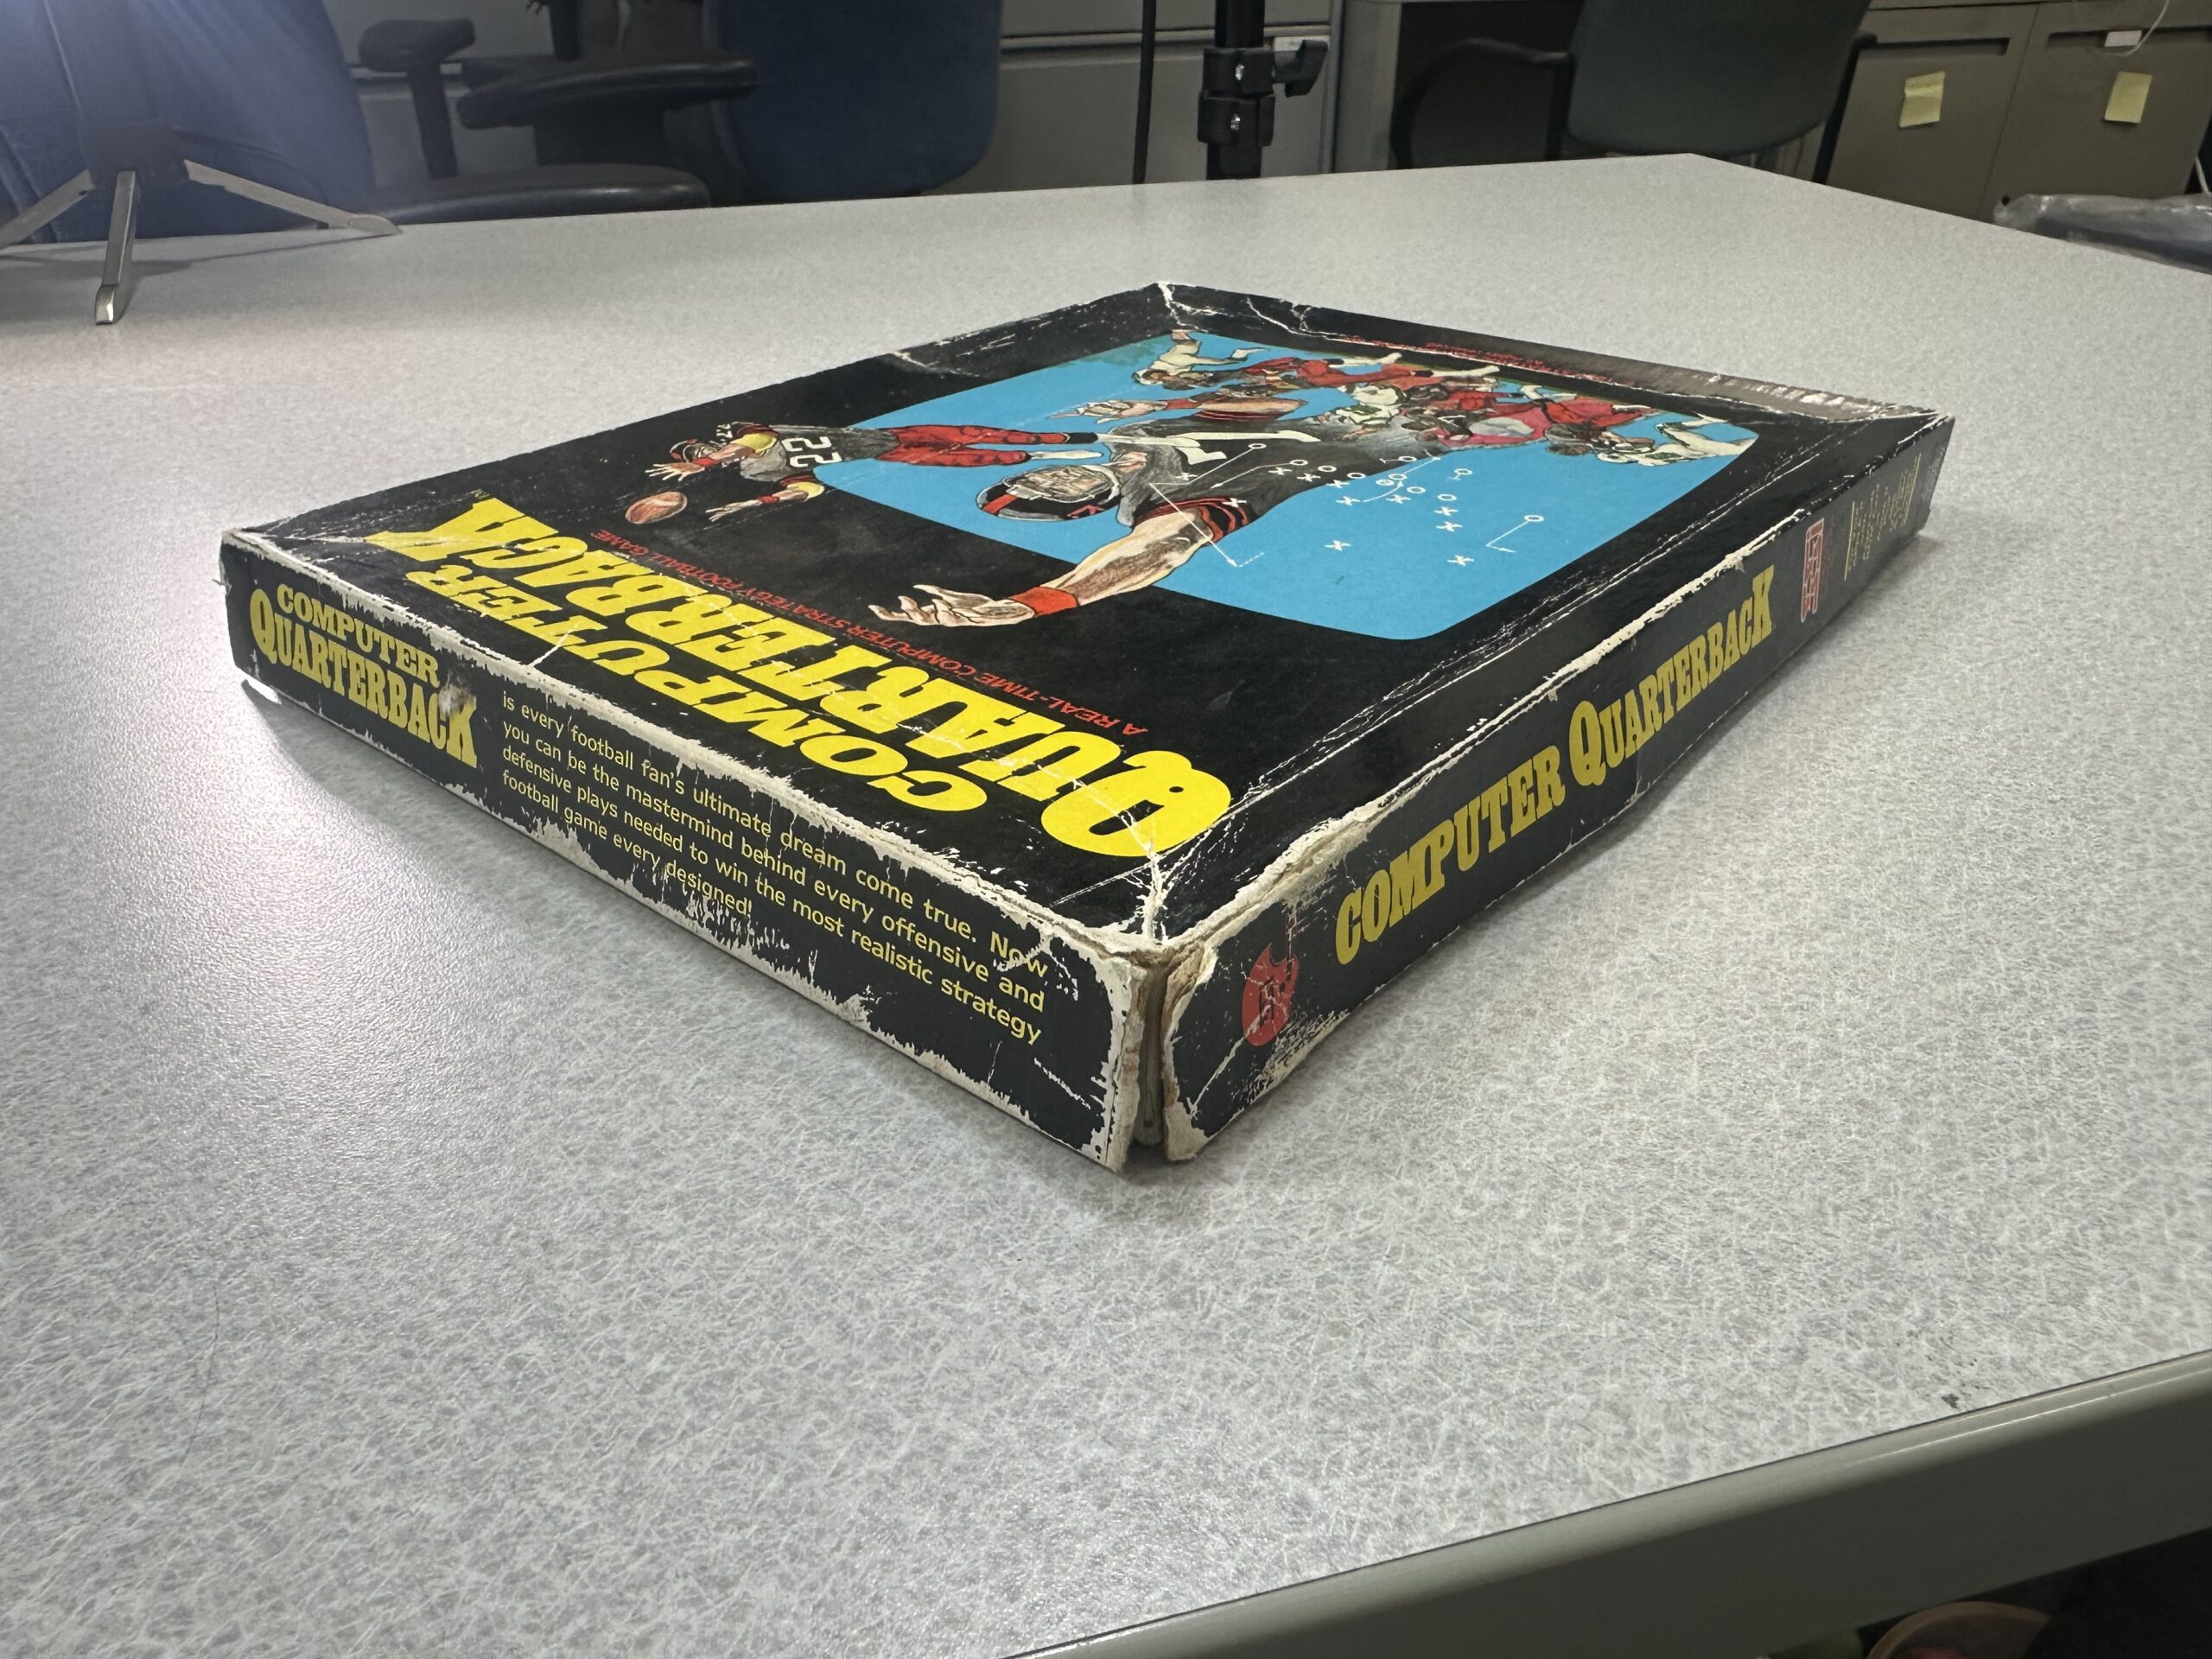 COMPUTER
QUARTERBACK
A REAL-TIME COMPUTER STRATEGY FOOTBALL GAME
22
COMPUTER
QUARTERBACK
is every football fan's ultimate dream come true. Now
you can be the mastermind behind every offensive and
defensive plays needed to win the most realistic strategy
football game every
designed!
COMPUTER QUARTERBACK